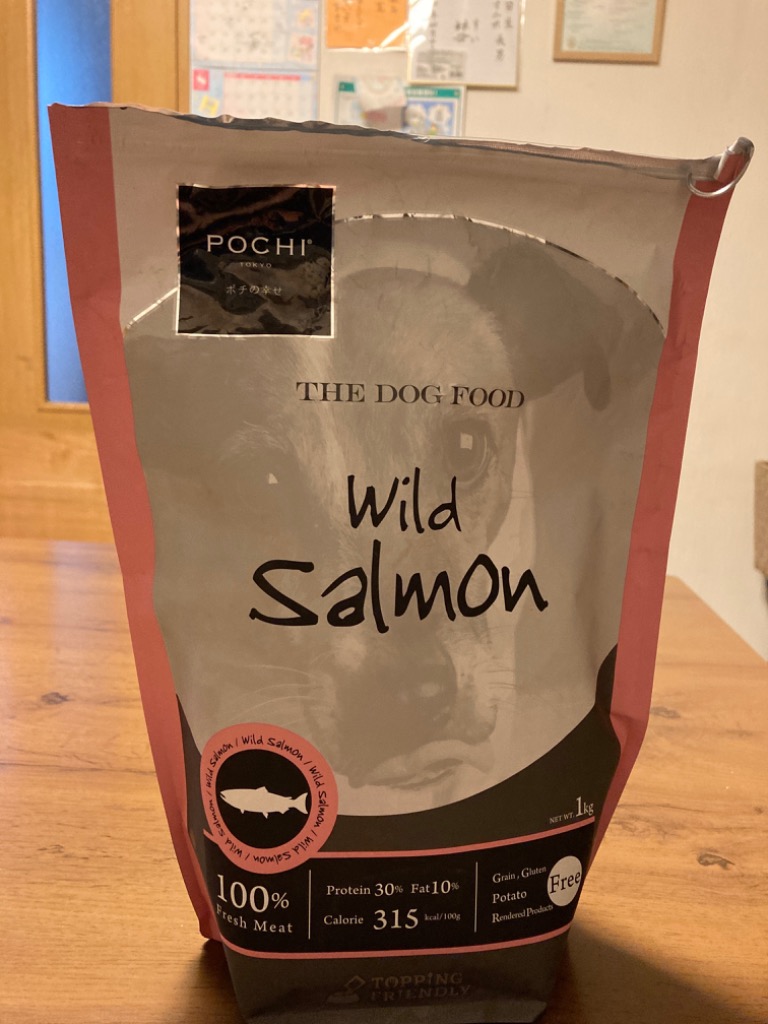 POCHI®
TOKYO
ポチの幸せ
THE DOG FOOD
Wild
Salmon
Wild Salmon / Wild Salmon / Wild Salmon / Wild Salmon /
NET WT. 1kg
100%
Fresh Meat
Protein 30% Fat 10%
Calorie 315 kcal/100g
Grain, Gluten
Potato
Rendered Products
Free
TOPPING
FRIENDLY